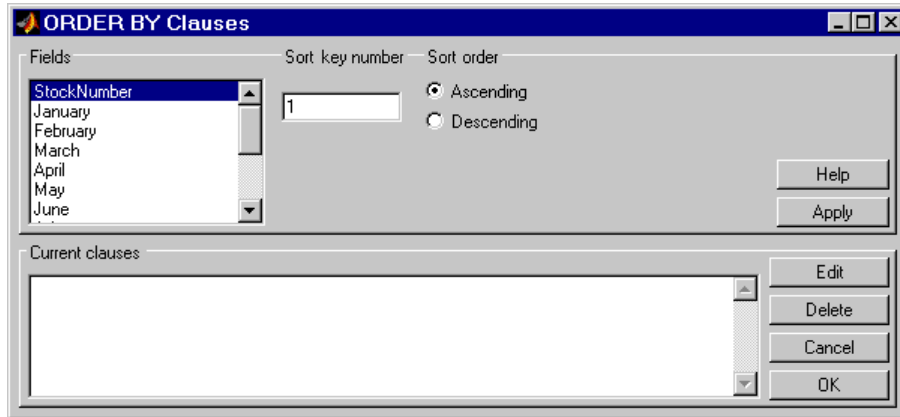 ORDER BY Clauses
Fields
Sort key number
Sort order
StockNumber
January
February
March
April
May
June
1
Ascending
Descending
Help
Apply
Current clauses
Edit
Delete
Cancel
OK